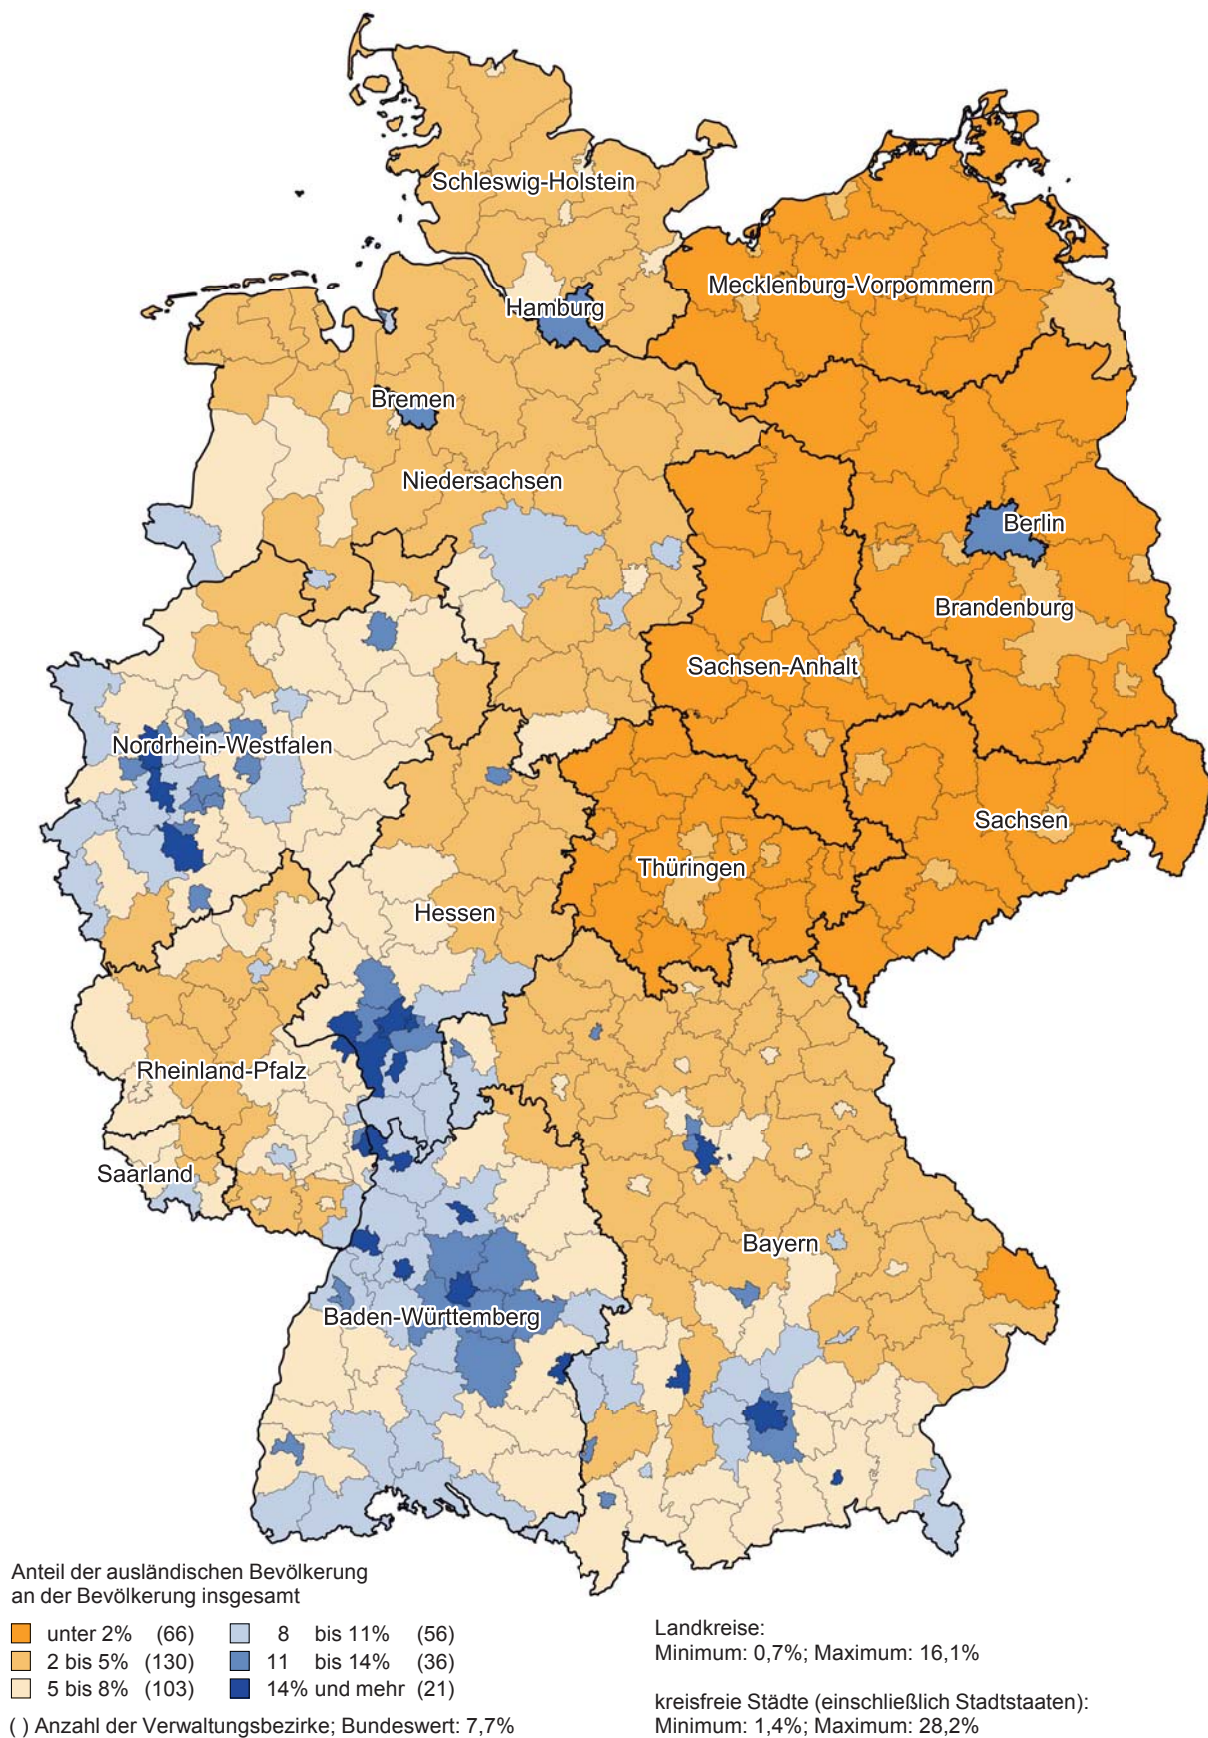 Schleswig-Holstein
Mecklenburg-Vorpommern
Hamburg
Bremen
Niedersachsen
Berlin
Brandenburg
Sachsen-Anhalt
Nordrhein-Westfalen
Sachsen
Thüringen
Hessen
Rheinland-Pfalz
Saarland
Bayern
Baden-Württemberg
Anteil der ausländischen Bevölkerung
an der Bevölkerung insgesamt
unter 2% (66)
2 bis 5% (130)
5 bis 8% (103)
8 bis 11% (56)
11 bis 14% (36)
14% und mehr (21)
( ) Anzahl der Verwaltungsbezirke; Bundeswert: 7,7%
Landkreise:
Minimum: 0,7%; Maximum: 16,1%
kreisfreie Städte (einschließlich Stadtstaaten):
Minimum: 1,4%; Maximum: 28,2%